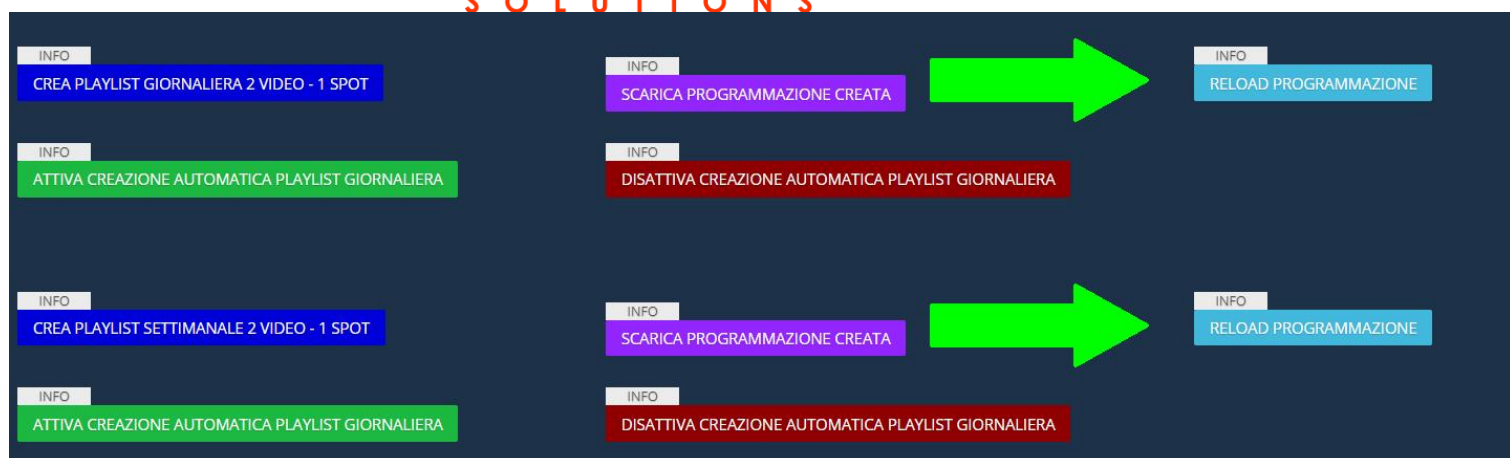 SOLUTIONS
INFO
CREA PLAYLIST GIORNALIERA 2 VIDEO - 1 SPOT
INFO
SCARICA PROGRAMMAZIONE CREATA
INFO
RELOAD PROGRAMMAZIONE
INFO
ATTIVA CREAZIONE AUTOMATICA PLAYLIST GIORNALIERA
INFO
DISATTIVA CREAZIONE AUTOMATICA PLAYLIST GIORNALIERA
INFO
CREA PLAYLIST SETTIMANALE 2 VIDEO - 1 SPOT
INFO
SCARICA PROGRAMMAZIONE CREATA
INFO
RELOAD PROGRAMMAZIONE
INFO
ATTIVA CREAZIONE AUTOMATICA PLAYLIST GIORNALIERA
INFO
DISATTIVA CREAZIONE AUTOMATICA PLAYLIST GIORNALIERA